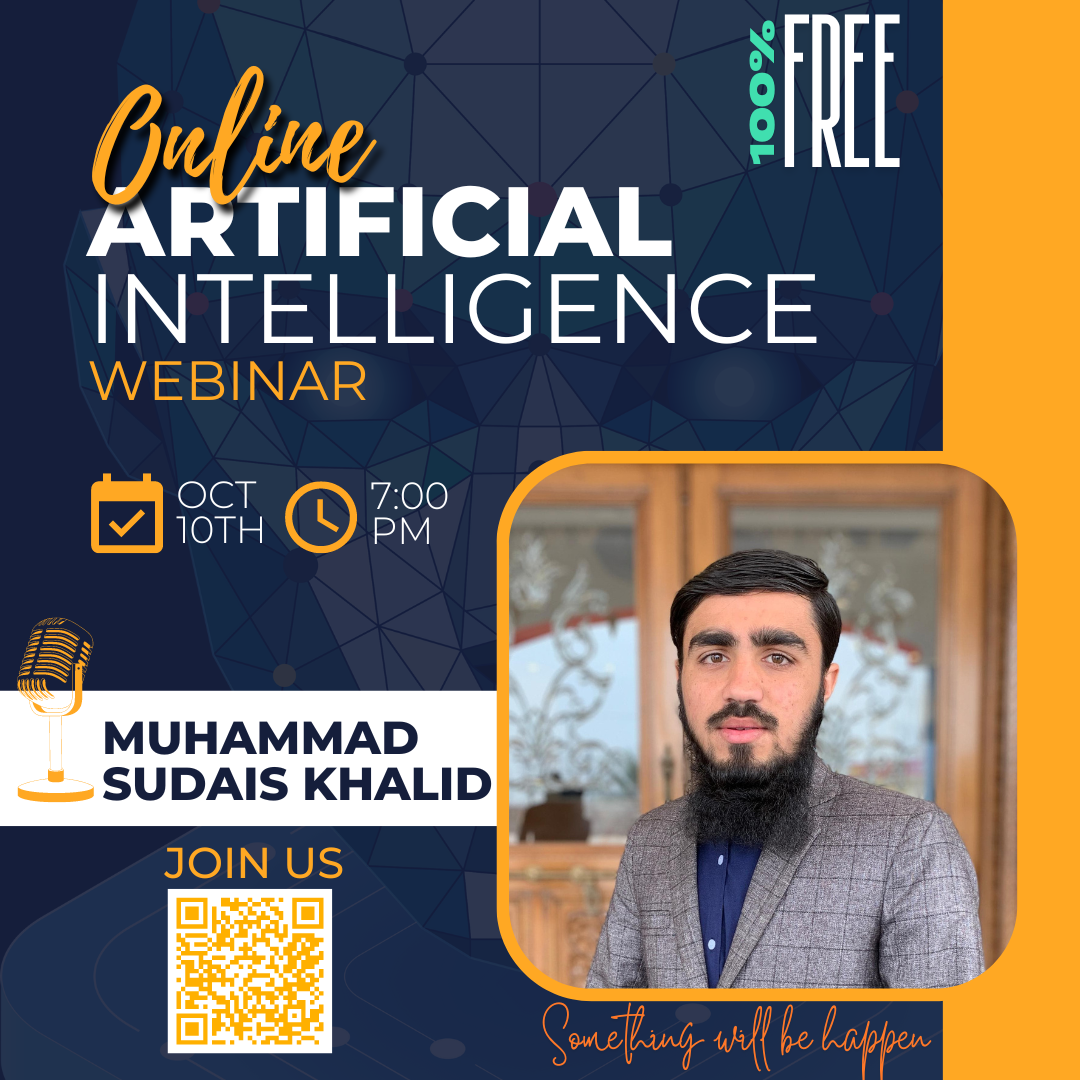 100% FREE
Online
ARTIFICIAL
INTELLIGENCE
WEBINAR
OCT
10TH
7:00
PM
MUHAMMAD
SUDAIS KHALID
JOIN US
Something will be happen